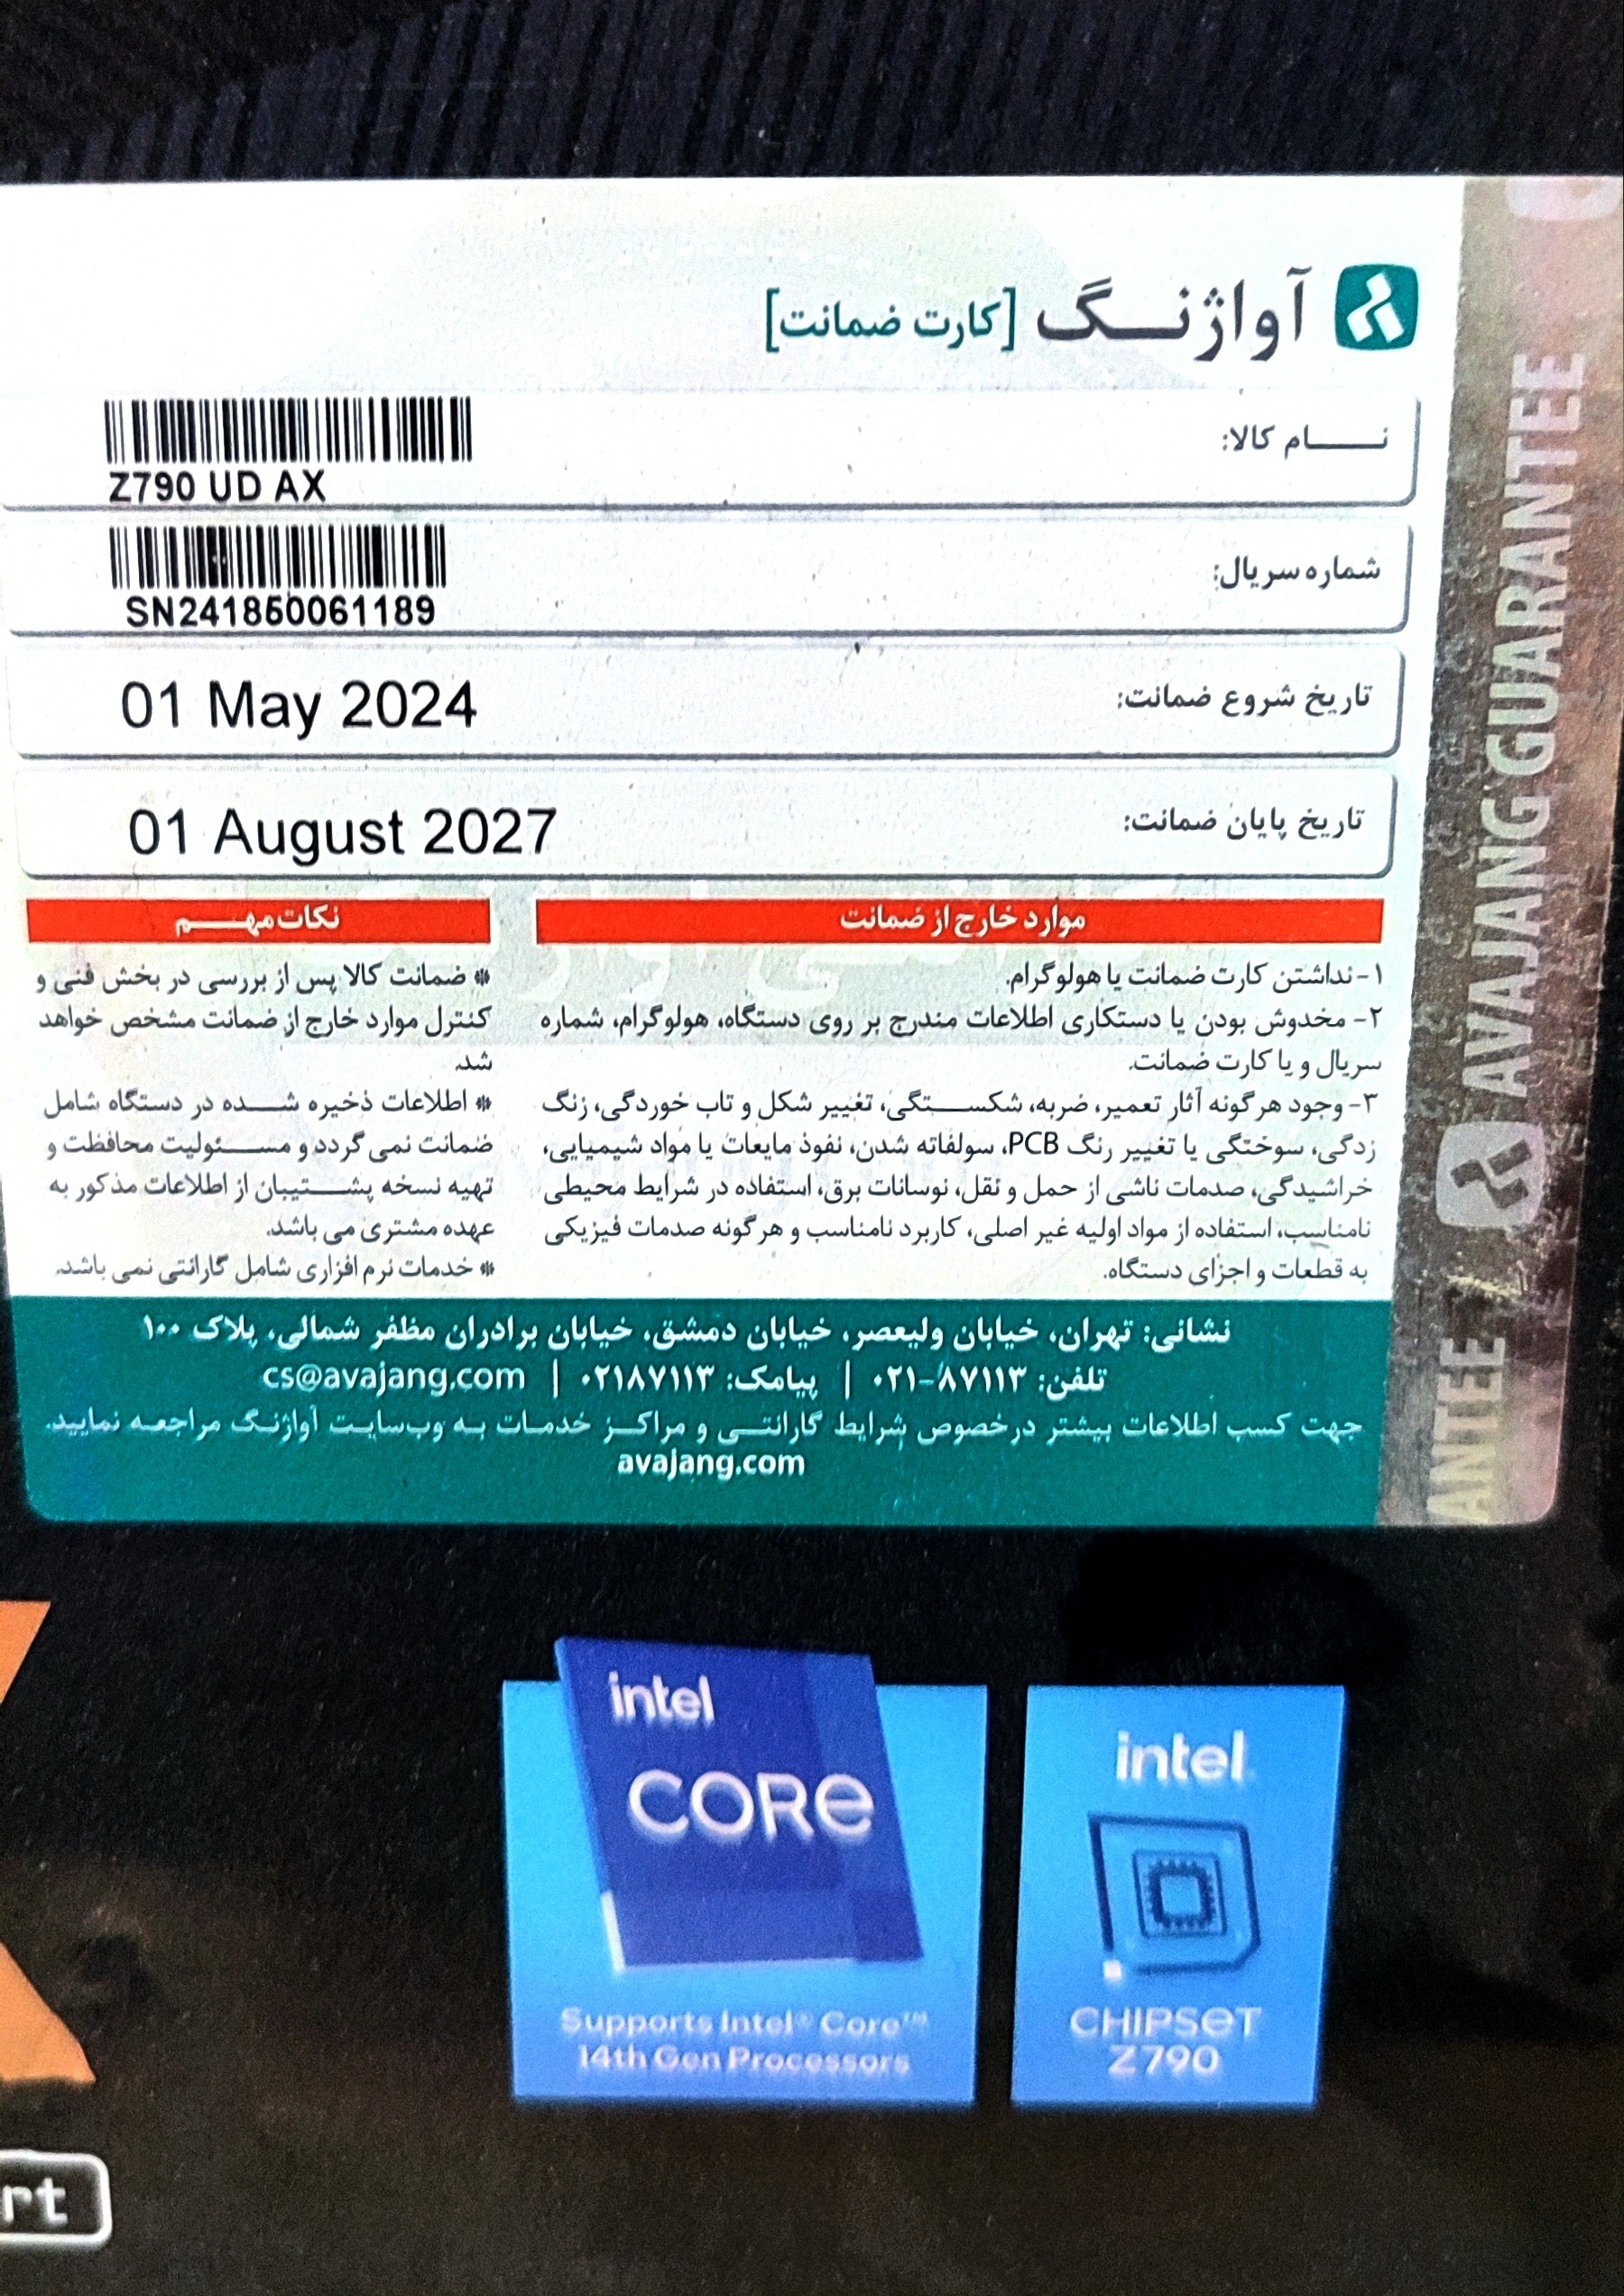 آواژنگ [کارت ضمانت]
نام کالا:
Z790 UD AX
شماره سریال:
SN241850061189
تاریخ شروع ضمانت:
01 May 2024
تاریخ پایان ضمانت:
01 August 2027
موارد خارج از ضمانت
۱- نداشتن کارت ضمانت یا هولوگرام.
۲- مخدوش بودن یا دستکاری اطلاعات مندرج بر روی دستگاه، هولوگرام، شماره
سریال و یا کارت ضمانت.
۳- وجود هرگونه آثار تعمیر، ضربه، شکستگی، تغییر شکل و تاب خوردگی، زنگ
زدگی، سوختگی یا تغییر رنگ PCB، سولفاته شدن، نفوذ مایعات یا مواد شیمیایی،
خراشیدگی، صدمات ناشی از حمل و نقل، نوسانات برق، استفاده در شرایط محیطی
نامناسب، استفاده از مواد اولیه غیر اصلی، کاربرد نامناسب و هرگونه صدمات فیزیکی
به قطعات و اجزای دستگاه.
نکات مهم
* ضمانت کالا پس از بررسی در بخش فنی و
کنترل موارد خارج از ضمانت مشخص خواهد
شد.
* اطلاعات ذخیره شده در دستگاه شامل
ضمانت نمی گردد و مسئولیت محافظت و
تهیه نسخه پشتیبان از اطلاعات مذکور به
عهده مشتری می باشد.
* خدمات نرم افزاری شامل گارانتی نمی باشد.
نشانی: تهران، خیابان ولیعصر، خیابان دمشق، خیابان برادران مظفر شمالی، پلاک ۱۰۰
تلفن: ۸۷۱۱۳-۰۲۱ | پیامک: ۰۲۱۸۷۱۱۳ | cs@avajang.com
جهت کسب اطلاعات بیشتر درخصوص شرایط گارانتی و مراکز خدمات به وب‌سایت آواژنگ مراجعه نمایید.
avajang.com
AVAJANG GUARANTEE
ANTEE
intel
CORE
Supports Intel® Core™
14th Gen Processors
intel
CHIPSET
Z790
rt